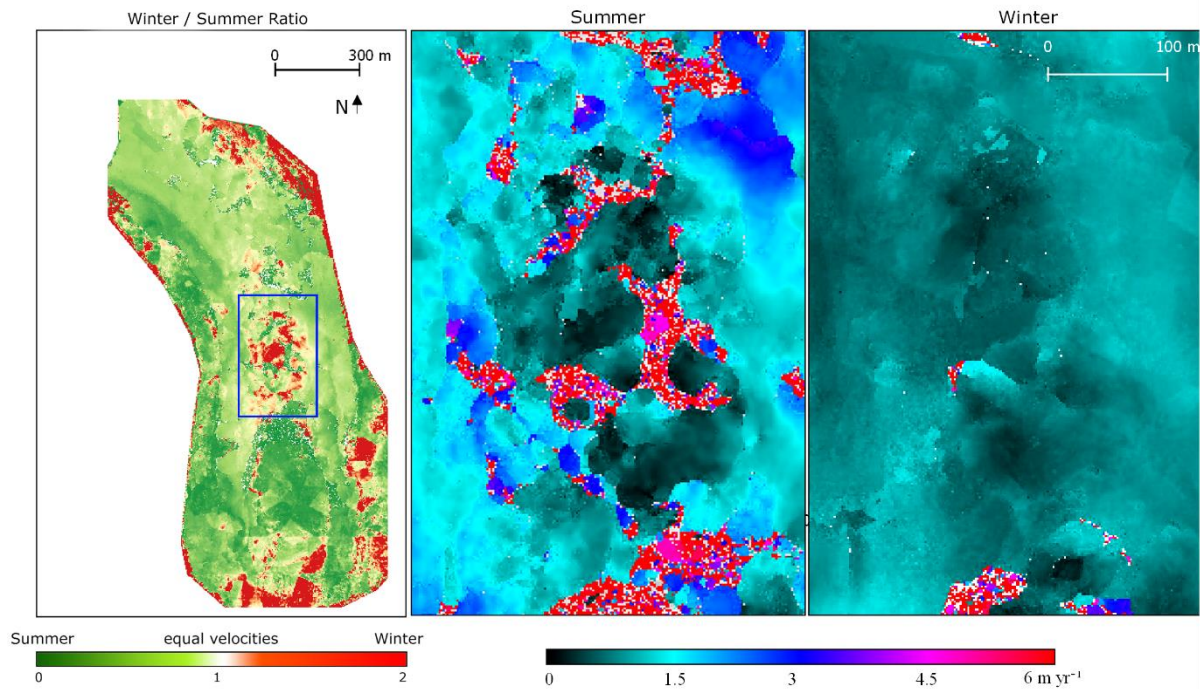 Winter / Summer Ratio
Summer
Winter
0 300 m
N
0 100 m
Summer equal velocities Winter
0 1 2
0 1.5 3 4.5 6 m yr⁻¹